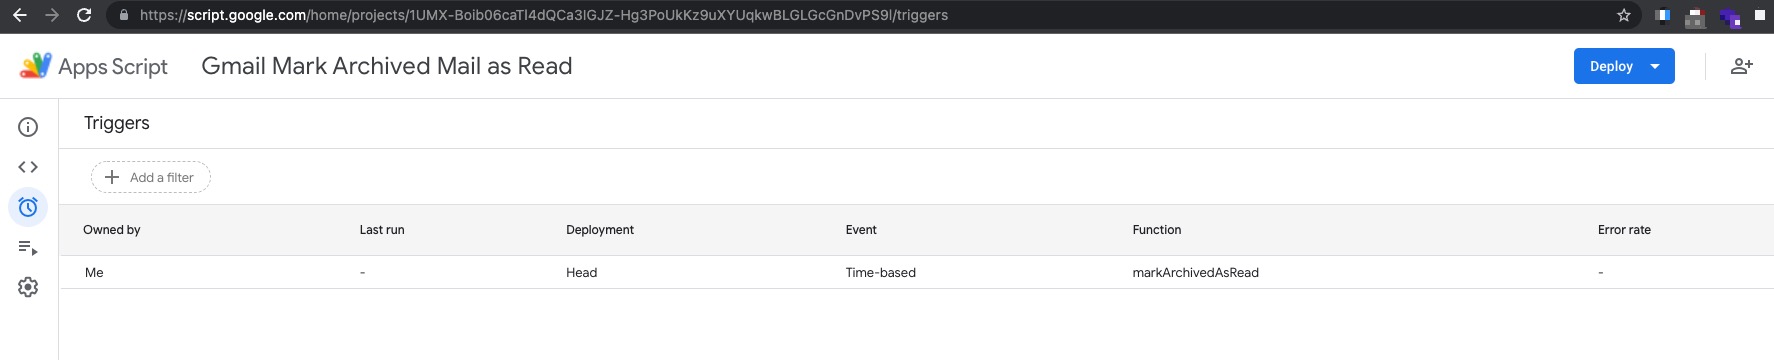 https://script.google.com/home/projects/1UMX-Boib06caTl4dQCa3lGJZ-Hg3PoUkKz9uXYUqkwBLGLGcGnDvPS9l/triggers
Apps Script Gmail Mark Archived Mail as Read Deploy
Triggers
Add a filter
Owned by Last run Deployment Event Function Error rate
Me - Head Time-based markArchivedAsRead -